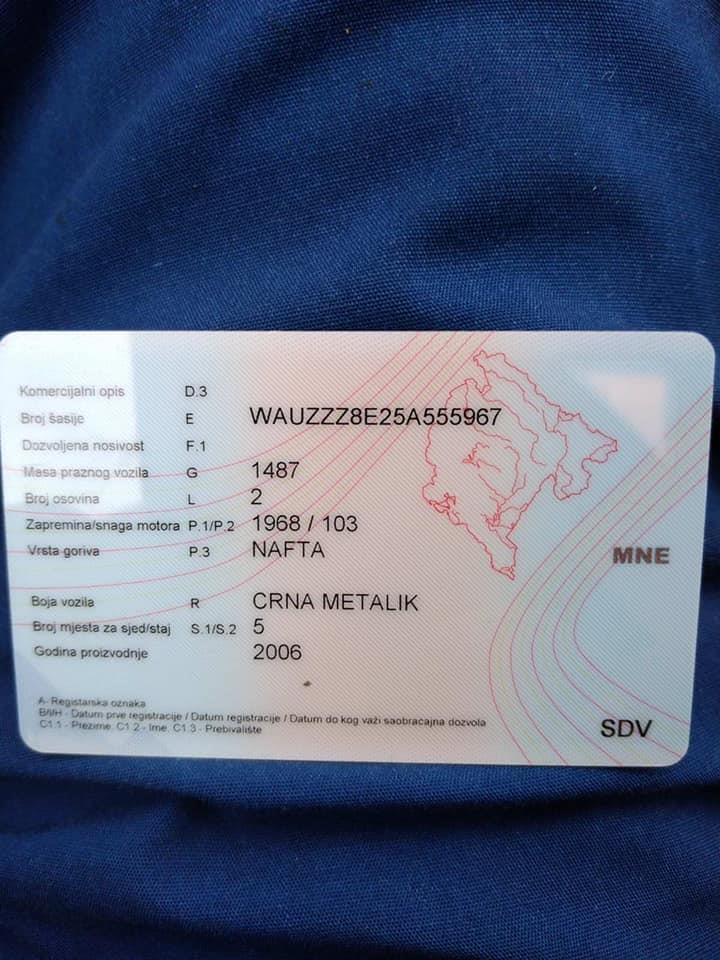 Komercijalni opis D.3
Broj šasije E WAUZZZ8E25A555967
Dozvoljena nosivost F.1
Masa praznog vozila G 1487
Broj osovina L 2
Zapremina/snaga motora P.1/P.2 1968 / 103
Vrsta goriva P.3 NAFTA
MNE
Boja vozila R CRNA METALIK
Broj mjesta za sjed/staj S.1/S.2 5
Godina proizvodnje 2006
A- Registarska oznaka
B/I/H - Datum prve registracije / Datum registracije / Datum do kog važi saobraćajna dozvola
C1.1 - Prezime. C1.2 - Ime. C1.3 - Prebivalište
SDV